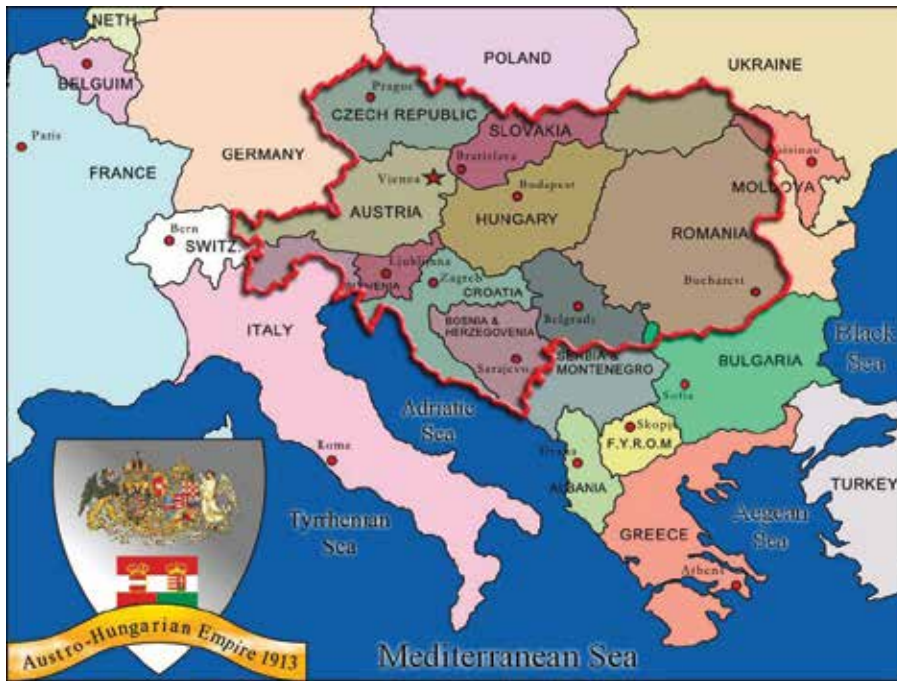 NETH
POLAND
UKRAINE
BELGUIM
Prague
CZECH REPUBLIC
SLOVAKIA
Paris
GERMANY
Bratislava
FRANCE
Vienna
Budapest
MOLDOVA
AUSTRIA
HUNGARY
Bern
SWITZ.
ROMANIA
Ljubljana
Zagreb
CROATIA
Bucharest
ITALY
BOSNIA &
HERZEGOVENIA
Belgrade
Sarajevo
SERBIA &
MONTENEGRO
BULGARIA
Black
Sea
Sofia
Adriatic
Sea
Skopje
F.Y.R.O.M
Rome
ALBANIA
TURKEY
Tyrrhenian
Sea
GREECE
Aegean
Sea
Athens
Austro-Hungarian Empire 1913
Mediterranean Sea